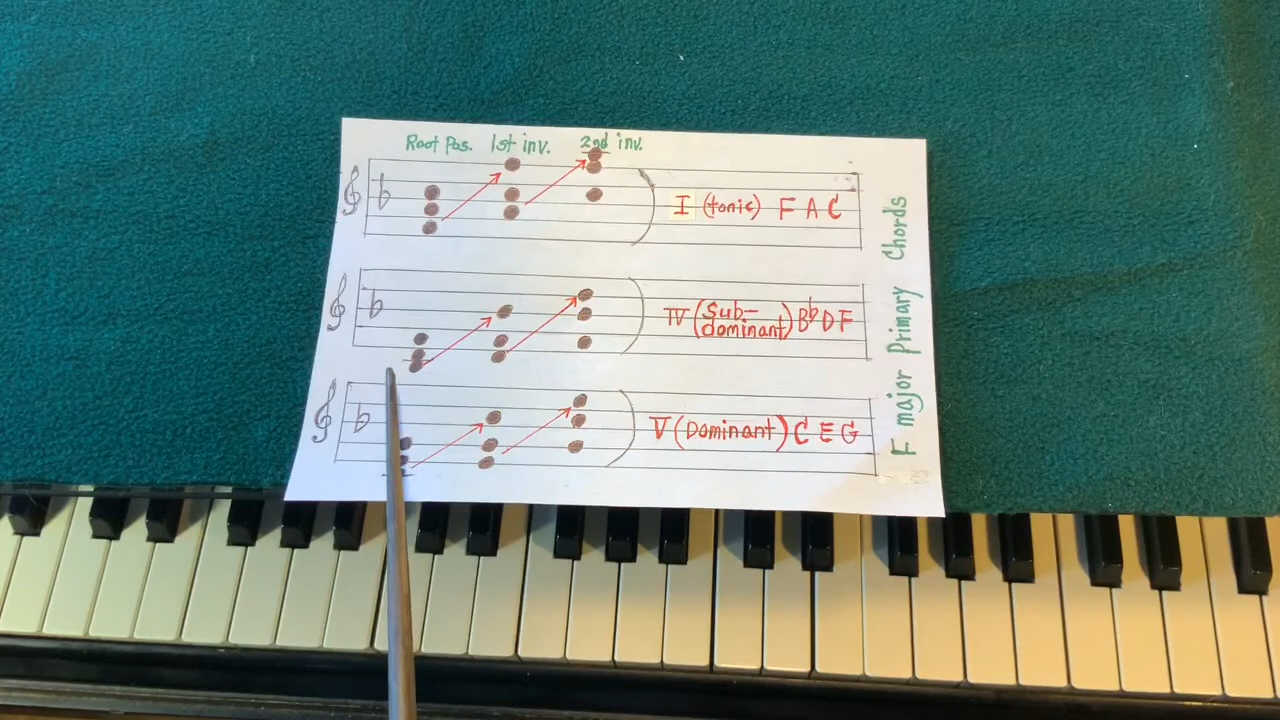 Root Pos. 1st inv. 2nd inv.
I (tonic) F A C
IV (Sub-
dominant) B♭ D F
V (Dominant) C E G
F major Primary Chords